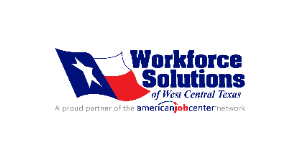 Workforce
Solutions
of West Central Texas
A proud partner of the americanjobcenter network